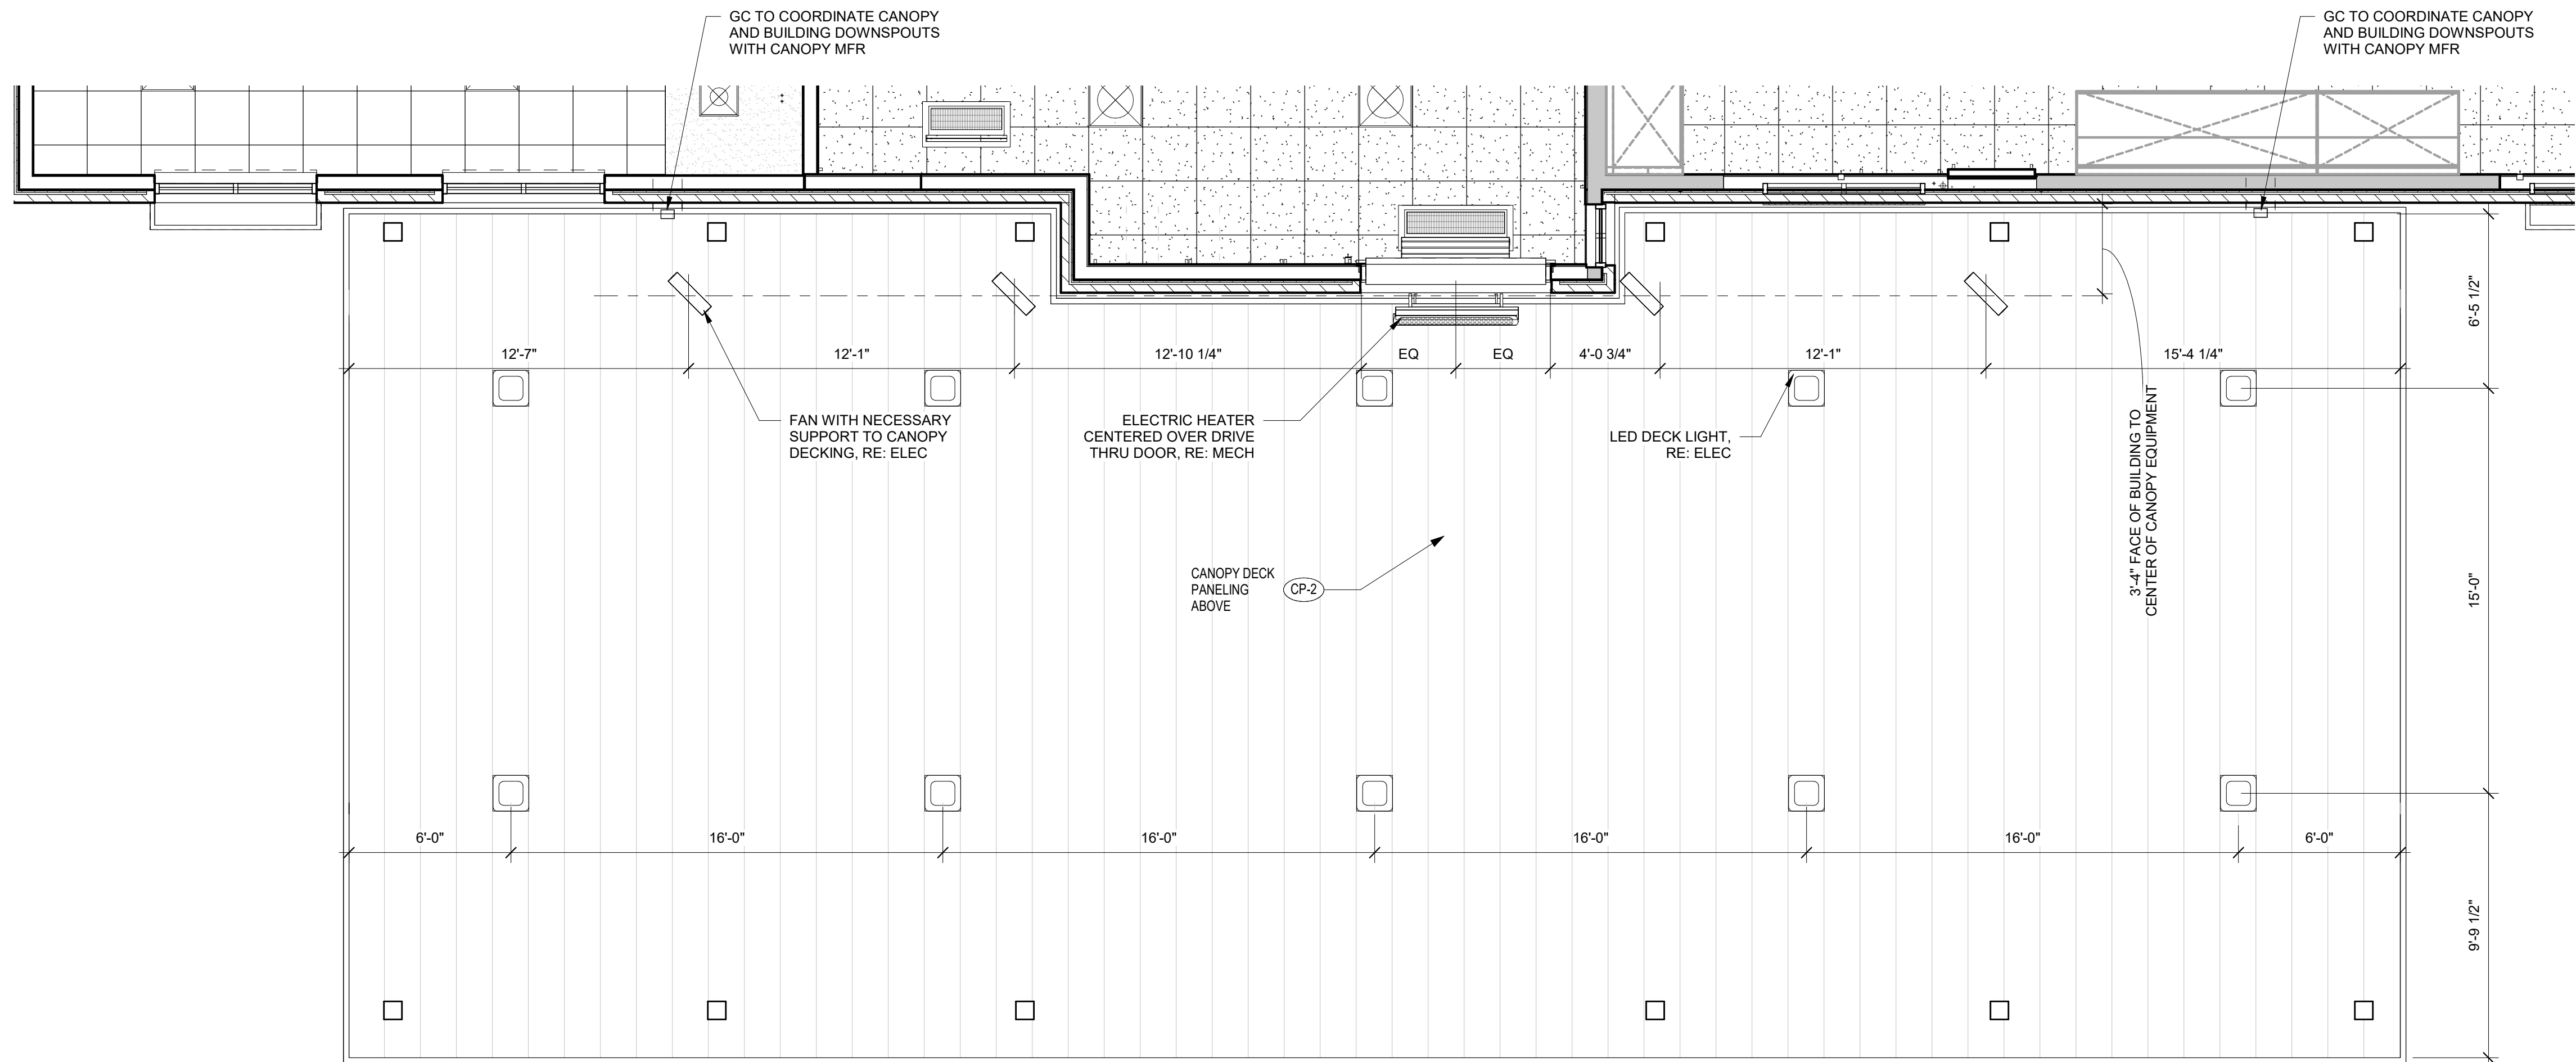 GC TO COORDINATE CANOPY
AND BUILDING DOWNSPOUTS
WITH CANOPY MFR
GC TO COORDINATE CANOPY
AND BUILDING DOWNSPOUTS
WITH CANOPY MFR
12'-7"
12'-1"
12'-10 1/4"
EQ
EQ
4'-0 3/4"
12'-1"
15'-4 1/4"
6'-5 1/2"
FAN WITH NECESSARY
SUPPORT TO CANOPY
DECKING, RE: ELEC
ELECTRIC HEATER
CENTERED OVER DRIVE
THRU DOOR, RE: MECH
LED DECK LIGHT,
RE: ELEC
3'-4" FACE OF BUILDING TO
CENTER OF CANOPY EQUIPMENT
CANOPY DECK
PANELING
ABOVE
CP-2
15'-0"
6'-0"
16'-0"
16'-0"
16'-0"
16'-0"
6'-0"
9'-9 1/2"